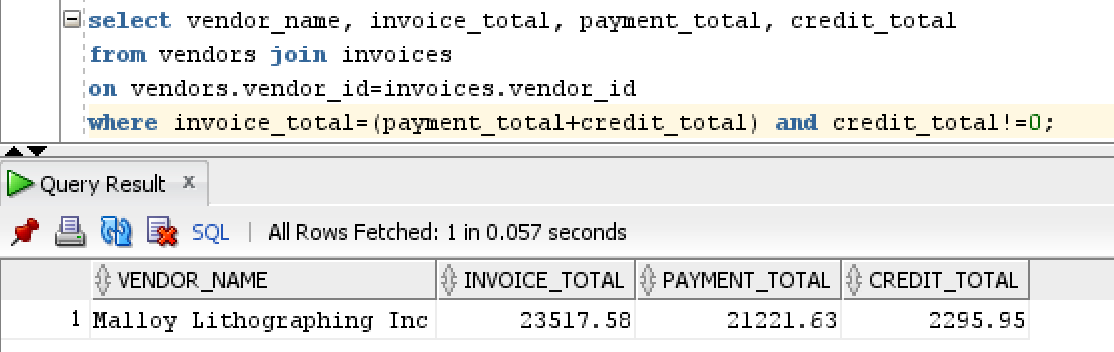 select vendor_name, invoice_total, payment_total, credit_total
from vendors join invoices
on vendors.vendor_id=invoices.vendor_id
where invoice_total=(payment_total+credit_total) and credit_total!=0;
Query Result x
SQL | All Rows Fetched: 1 in 0.057 seconds
VENDOR_NAME INVOICE_TOTAL PAYMENT_TOTAL CREDIT_TOTAL
1 Malloy Lithographing Inc 23517.58 21221.63 2295.95